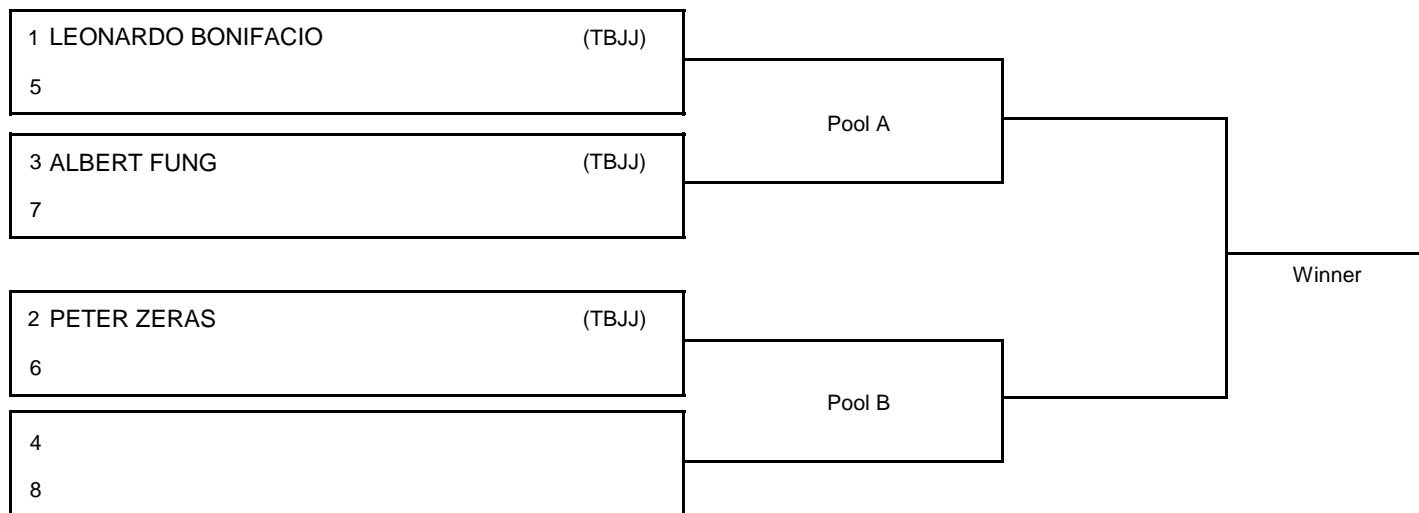 1 LEONARDO BONIFACIO (TBJJ)
5
Pool A
3 ALBERT FUNG (TBJJ)
7
Winner
2 PETER ZERAS (TBJJ)
6
Pool B
4
8